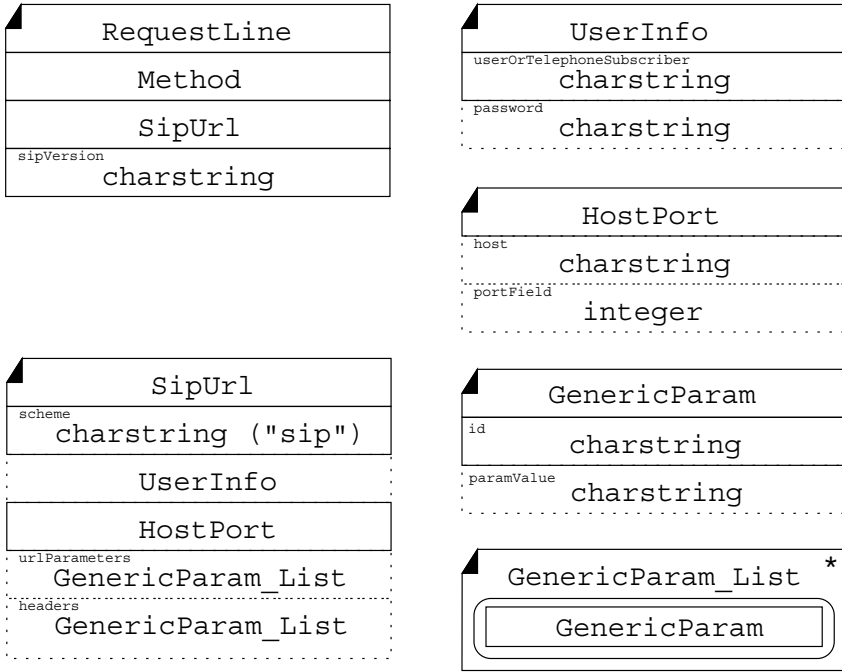 RequestLine
Method
SipUrl
sipVersion
charstring
UserInfo
userOrTelephoneSubscriber
charstring
password
charstring
HostPort
host
charstring
portField
integer
SipUrl
scheme
charstring ("sip")
UserInfo
HostPort
urlParameters
GenericParam_List
headers
GenericParam_List
GenericParam
id
charstring
paramValue
charstring
GenericParam_List *
GenericParam